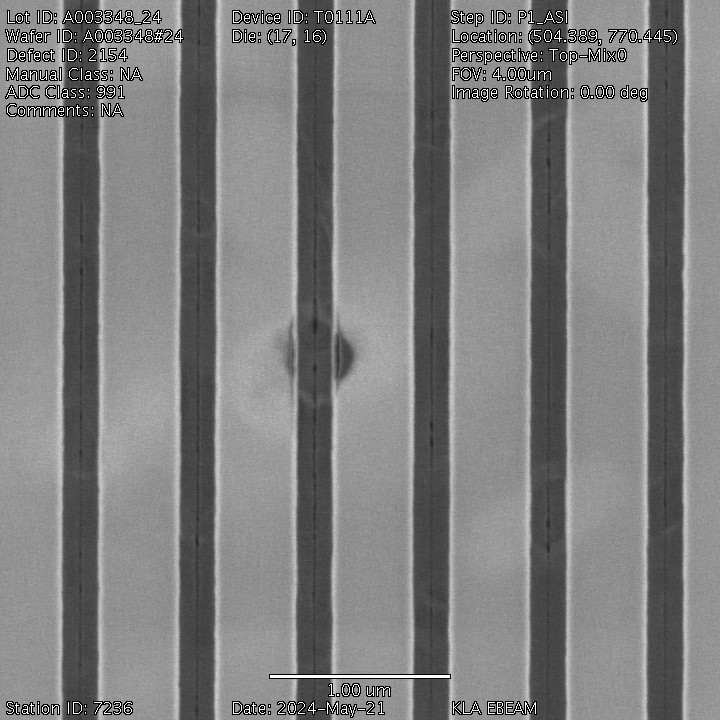 Lot ID: A003348_24
Device ID: T0111A
Step ID: P1_ASI
Wafer ID: A003348#24
Die: (17, 16)
Location: (504.389, 770.445)
Defect ID: 2154
Perspective: Top-Mix0
Manual Class: NA
FOV: 4.00um
ADC Class: 991
Image Rotation: 0.00 deg
Comments: NA
1.00 um
Station ID: 7236
Date: 2024-May-21
KLA EBEAM